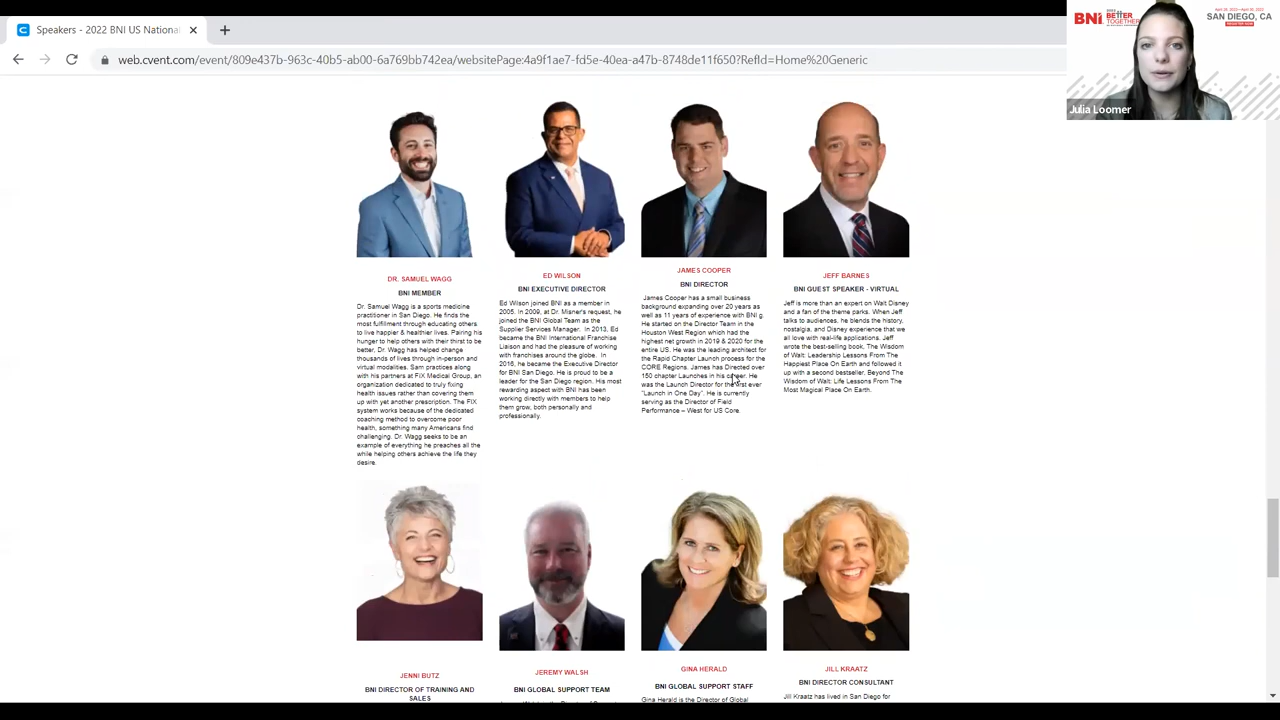 Speakers - 2022 BNI US National
web.cvent.com/event/809e437b-963c-40b5-ab00-6a769bb742ea/websitePage:4a9f1ae7-fd5e-40ea-a47b-8748de11f650?RefId=Home%20Generic
BNI
BETTER
TOGETHER
SAN DIEGO, CA
REGISTER NOW
Julia Loomer
DR. SAMUEL WAGG
BNI MEMBER
Dr. Samuel Wagg is a sports medicine
practitioner in San Diego. He finds the
most fulfillment through educating others
to live happier & healthier lives. Pairing his
hunger to help others with their thirst to be
better, Dr. Wagg has helped change
thousands of lives through in-person and
virtual modalities. Sam practices along
with his partners at FiX Medical Group, an
organization dedicated to truly fixing
health issues rather than covering them
up with yet another prescription. The FIX
system works because of the dedicated
coaching method to overcome poor
health, something many Americans find
challenging. Dr. Wagg seeks to be an
example of everything he preaches all the
while helping others achieve the life they
desire.
ED WILSON
BNI EXECUTIVE DIRECTOR
Ed Wilson joined BNI as a member in
2005. In 2009, at Dr. Misner's request, he
joined the BNI Global Team as the
Supplier Services Manager. In 2013, Ed
became the BNI International Franchise
Liaison and had the pleasure of working
with franchises around the globe. In
2016, he became the Executive Director
for BNI San Diego. He is proud to be a
leader for the San Diego region. His most
rewarding aspect with BNI has been
working directly with members to help
them grow, both personally and
professionally.
JAMES COOPER
BNI DIRECTOR
James Cooper has a small business
background expanding over 20 years as
well as 11 years of experience with BNI g.
He started on the Director Team in the
Houston West Region which had the
highest net growth in 2019 & 2020 for the
entire US. He was the leading architect for
the Rapid Chapter Launch process for the
CORE Regions. James has Directed over
150 chapter Launches in his career. He
was the Launch Director for the first ever
"Launch in One Day". He is currently
serving as the Director of Field
Performance – West for US Core.
JEFF BARNES
BNI GUEST SPEAKER - VIRTUAL
Jeff is more than an expert on Walt Disney
and a fan of the theme parks. When Jeff
talks to audiences, he blends the history,
nostalgia, and Disney experience that we
all love with real-life applications. Jeff
wrote the best-selling book, The Wisdom
of Walt: Leadership Lessons From The
Happiest Place On Earth and followed it
up with a second bestseller, Beyond The
Wisdom of Walt: Life Lessons From The
Most Magical Place On Earth.
JENNI BUTZ
BNI DIRECTOR OF TRAINING AND
SALES
JEREMY WALSH
BNI GLOBAL SUPPORT TEAM
GINA HERALD
BNI GLOBAL SUPPORT STAFF
Gina Herald is the Director of Global
JILL KRAATZ
BNI DIRECTOR CONSULTANT
Jill Kraatz has lived in San Diego for